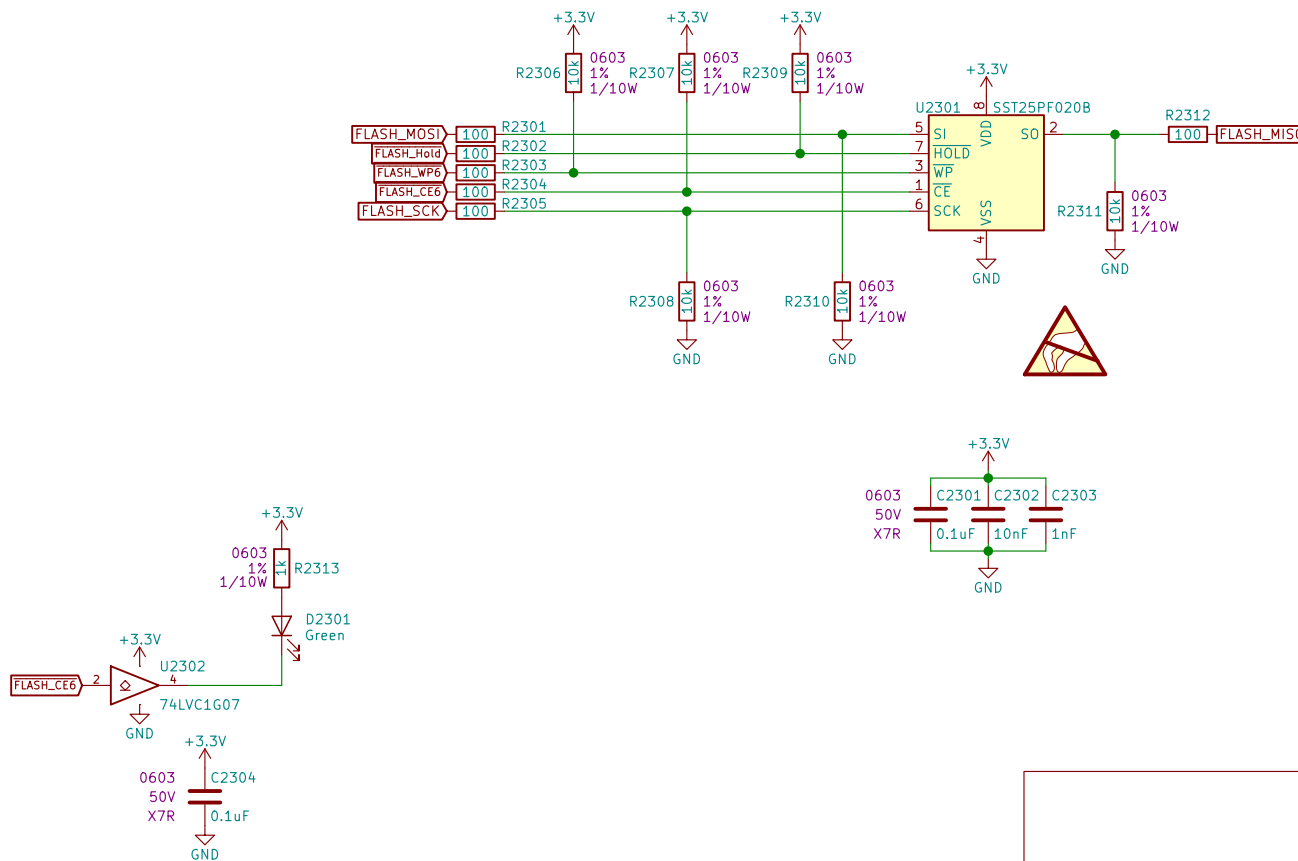 +3.3V +3.3V +3.3V
R2306 10k 0603 1% 1/10W
R2307 10k 0603 1% 1/10W
R2309 10k 0603 1% 1/10W
+3.3V
U2301 SST25PF020B
8 VDD
FLASH_MOSI 100 R2301 5 SI
FLASH_Hold 100 R2302 7 HOLD
FLASH_WP6 100 R2303 3 WP
FLASH_CE6 100 R2304 1 CE
FLASH_SCK 100 R2305 6 SCK
SO 2
R2312
100 FLASH_MISO
VSS 4
GND
R2311 10k 0603 1% 1/10W
GND
R2308 10k 0603 1% 1/10W
GND
R2310 10k 0603 1% 1/10W
GND
+3.3V
0603
50V
X7R
C2301 C2302 C2303
0.1uF 10nF 1nF
GND
+3.3V
0603
1%
1/10W
1k R2313
D2301
Green
+3.3V
U2302
FLASH_CE6 2 4
74LVC1G07
GND
+3.3V
0603
50V
X7R
C2304
0.1uF
GND